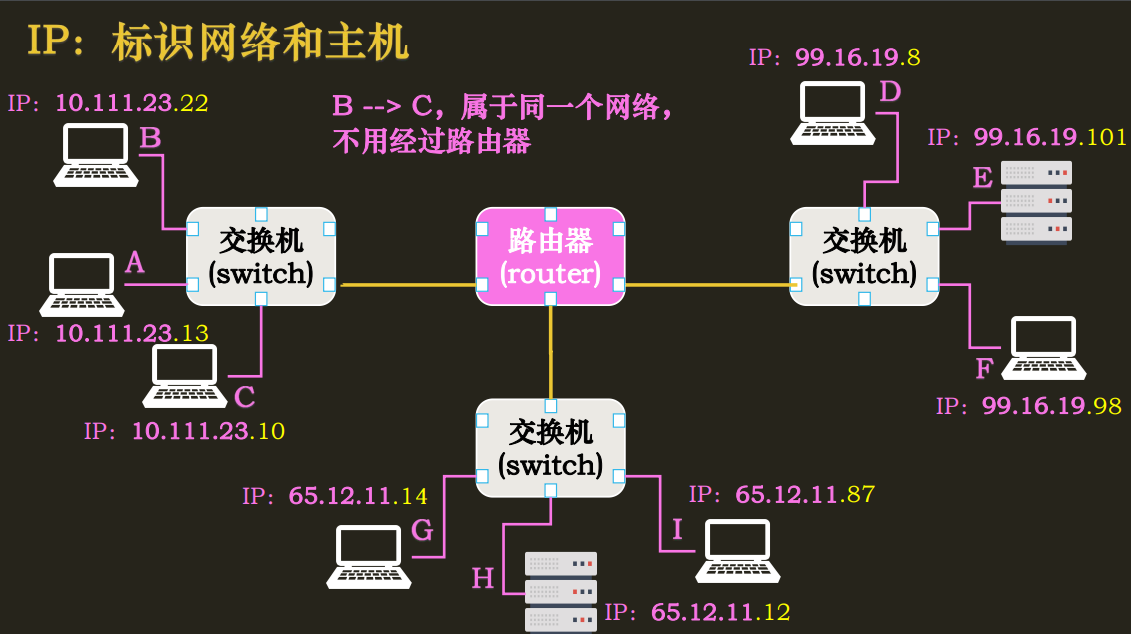 IP：标识网络和主机
IP：99.16.19.8
D
IP：10.111.23.22
B
B --> C，属于同一个网络，
不用经过路由器
IP：99.16.19.101
E
交换机
(switch)
路由器
(router)
交换机
(switch)
A
IP：10.111.23.13
C
IP：10.111.23.10
F
IP：99.16.19.98
交换机
(switch)
IP：65.12.11.14
G
IP：65.12.11.87
I
H
IP：65.12.11.12